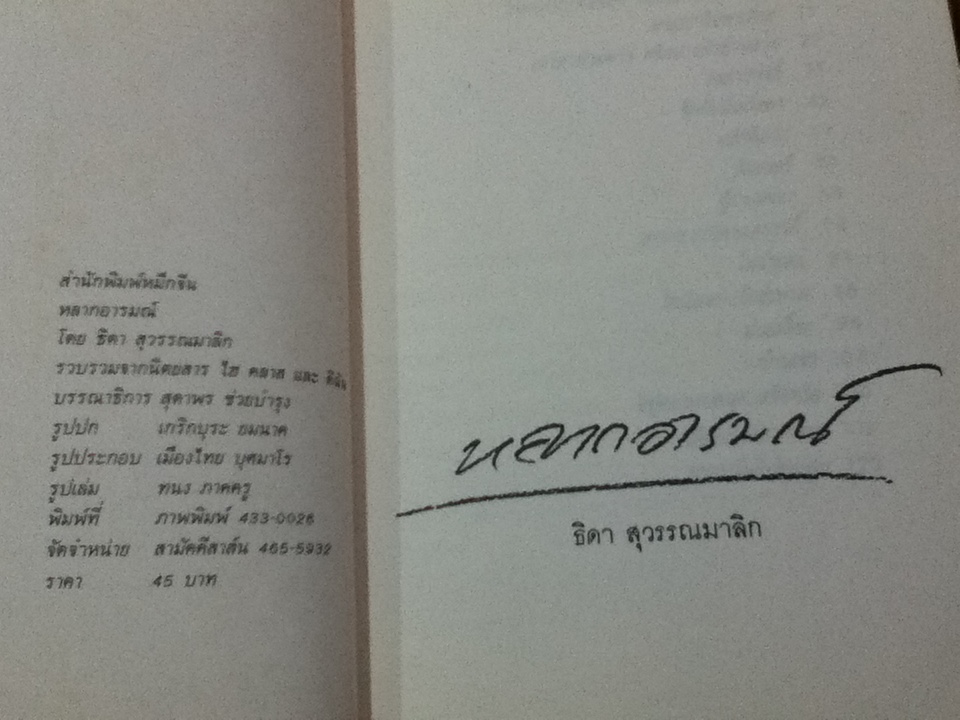 สำนักพิมพ์หมึกจีน
หลากอารมณ์
โดย ธิดา สุวรรณมาลิก
รวบรวมจากนิตยสาร ไฮ คลาส และ ดิฉัน
บรรณาธิการ สุดาพร ช่วยบำรุง
รูปปก เกริกบุระ ยมนาค
รูปประกอบ เมืองไทย บุศมาโร
รูปเล่ม ทนง ภาคครู
พิมพ์ที่ ภาพพิมพ์ 433-0026
จัดจำหน่าย สามัคคีสาส์น 465-5932
ราคา 45 บาท
หลากอารมณ์
ธิดา สุวรรณมาลิก